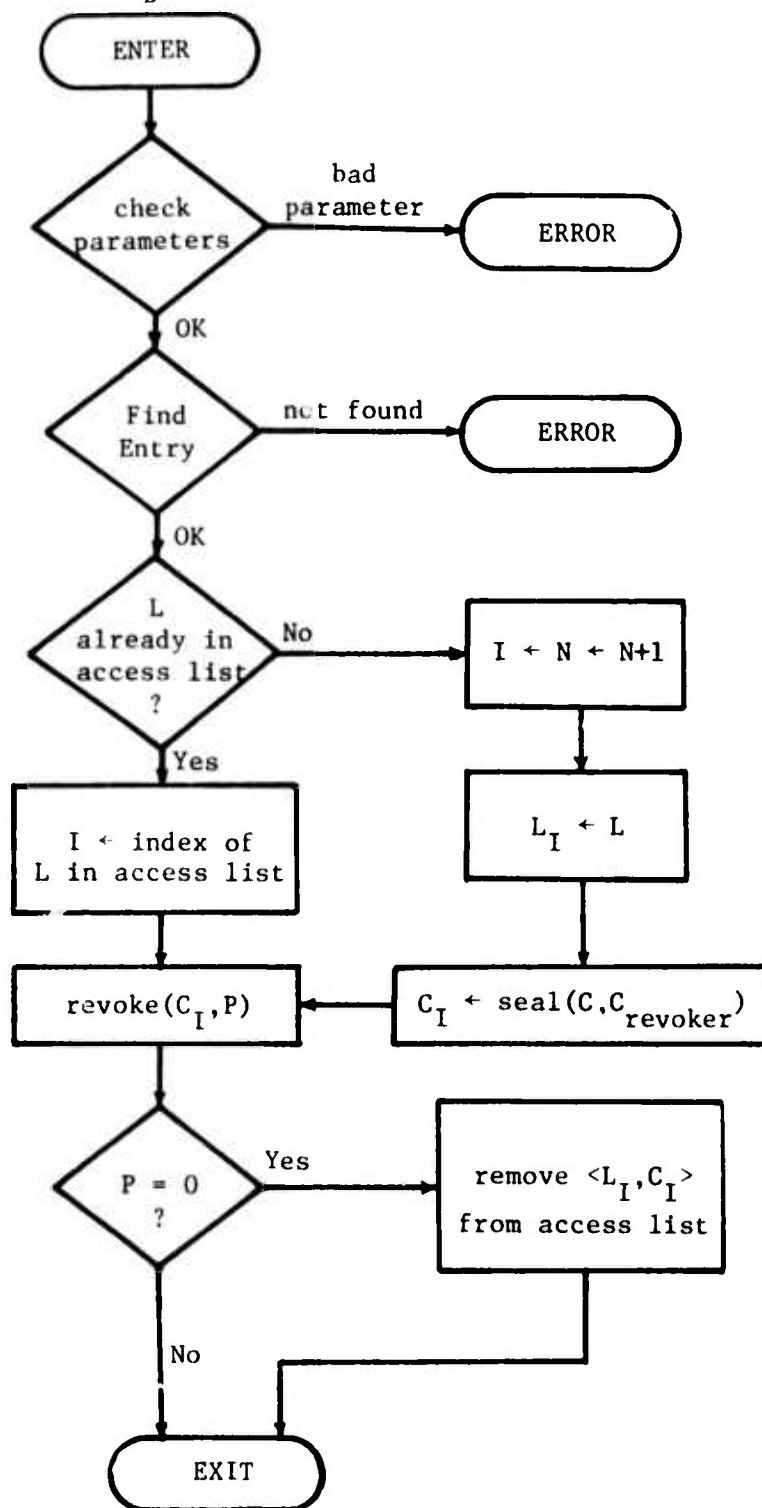 ENTER
check
parameters
bad
parameter
ERROR
OK
Find
Entry
not found
ERROR
OK
L
already in
access list
?
No
I ← N ← N+1
Yes
L_I ← L
I ← index of
L in access list
revoke(C_I,P)
C_I ← seal(C,C_revoker)
P = 0
?
Yes
remove <L_I,C_I>
from access list
No
EXIT